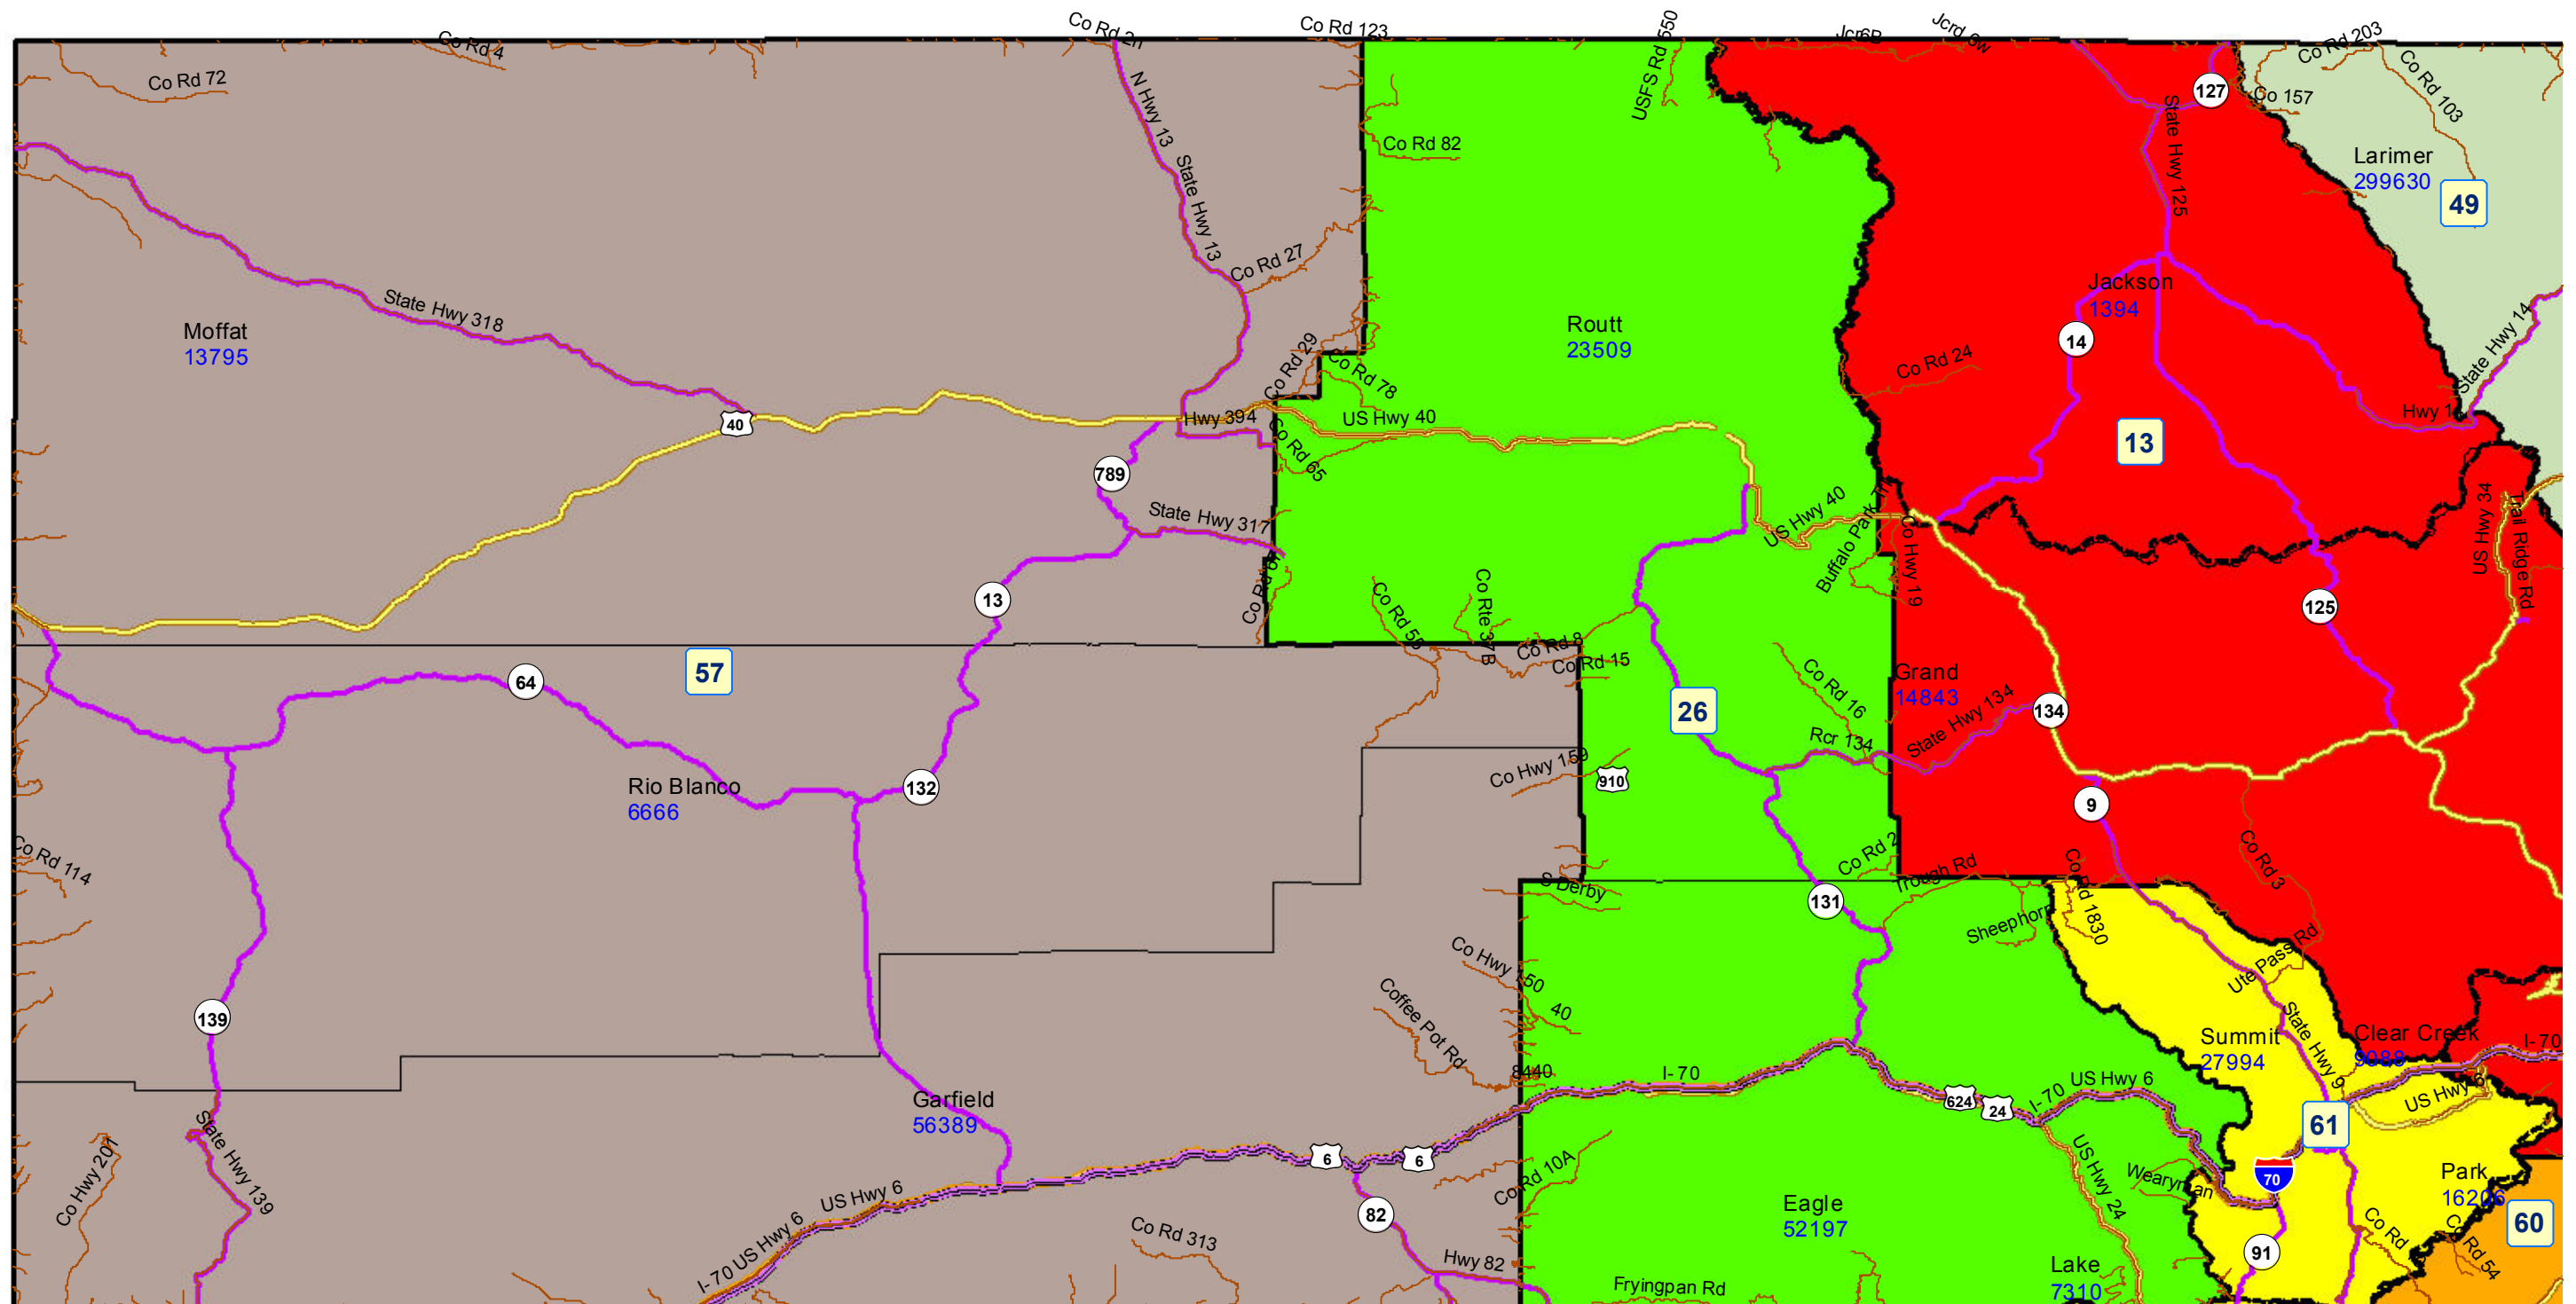 Co Rd 4
Co Rd 72
Co Rd 123
N Hwy 13
State Hwy 13
Co Rd 27
Co Rd 82
USFS Rd 550
Jcrd 6w
State Hwy 125
127
Co 157
Co Rd 203
Co Rd 103
Larimer
299630
49
Moffat
13795
State Hwy 318
Routt
23509
Jackson
1394
14
Co Rd 24
State Hwy 14
Co Rd 29
Co Rd 78
40
Hwy 394
US Hwy 40
Co Rd 65
13
789
State Hwy 317
US Hwy 40
Co Hwy 19
US Hwy 34
Trail Ridge Rd
13
125
Co Rd 55
Co Rte 37B
Co Rd 8
Co Rd 15
57
64
26
Co Rd 16
Grand
14843
State Hwy 134
134
Rcr 134
Rio Blanco
6666
132
Co Hwy 159
910
9
Co Rd 114
Co Rd 2
Trough Rd
Co Rd 3
S Derby
131
Sheephorn
Co Rd 1830
Ute Pass Rd
Co Hwy 150
40
Coffee Pot Rd
139
State Hwy 9
Summit
27994
Clear Creek
9088
I-70
8440
I-70
Garfield
56389
624
24
I-70
US Hwy 6
US Hwy 6
61
State Hwy 139
Co Hwy 201
6
6
Co Rd 10A
US Hwy 24
Wearyman
70
Park
16206
60
I-70 US Hwy 6
US Hwy 6
82
Co Rd 313
Hwy 82
Eagle
52197
Lake
7310
91
Co Rd 54
Fryingpan Rd